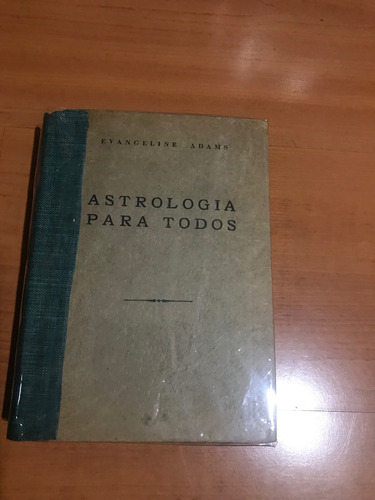 EVANGELINE ADAMS
ASTROLOGIA
PARA TODOS